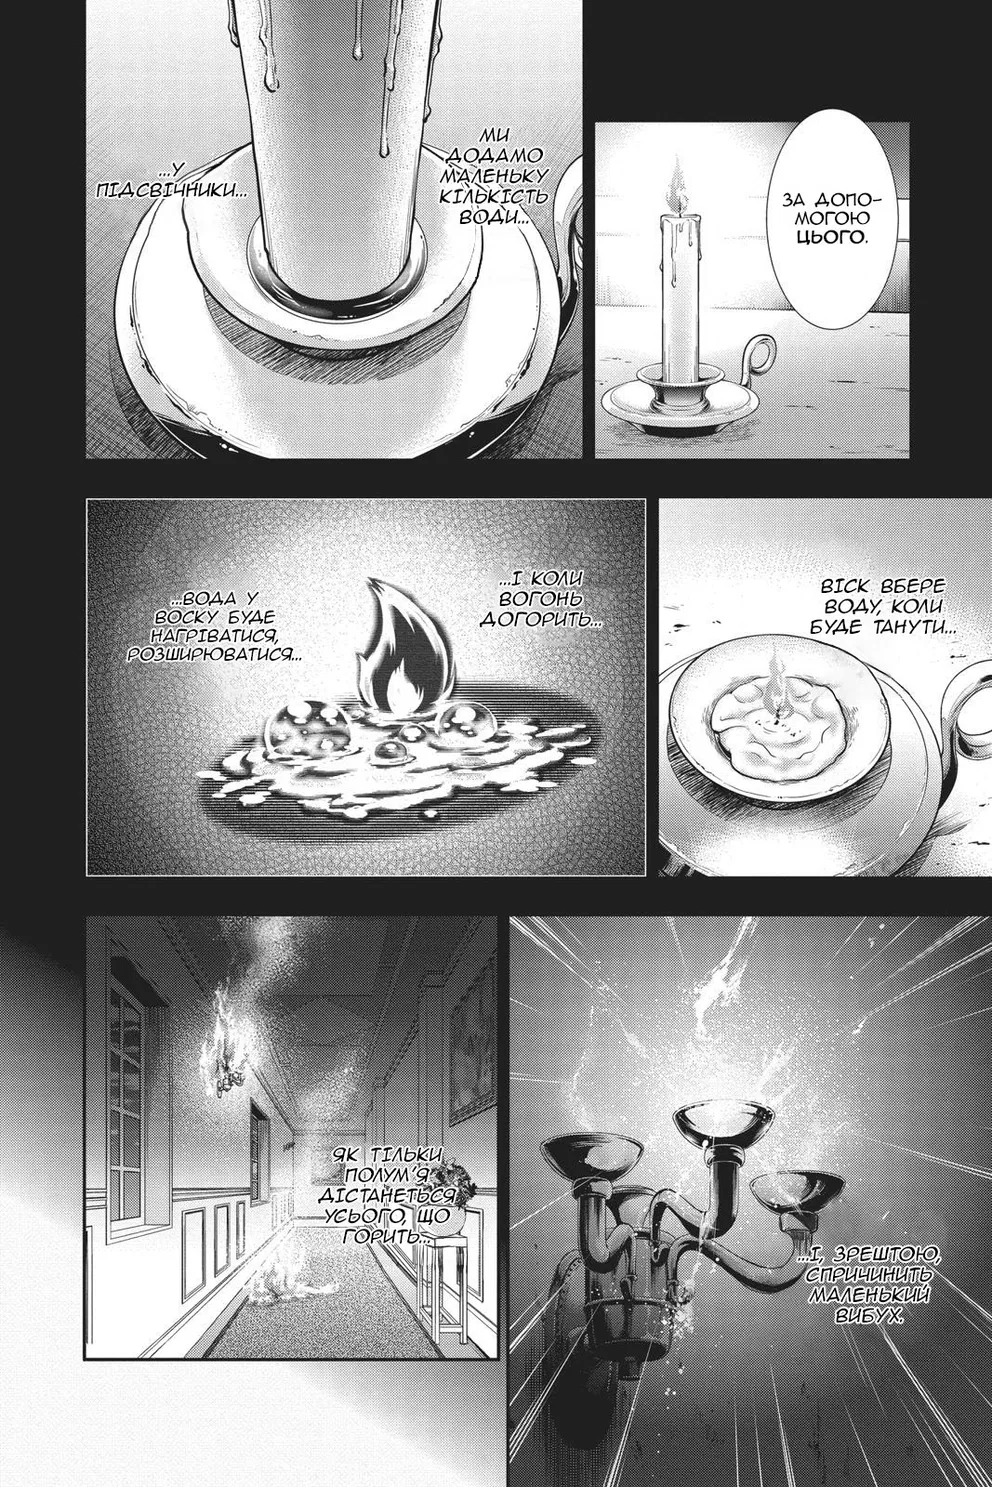 ЗА ДОПО-
МОГОЮ
ЦЬОГО.
МИ
ДОДАМО
МАЛЕНЬКУ
КІЛЬКІСТЬ
ВОДИ...
...У
ПІДСВІЧНИКИ...
ВІСК ВБЕРЕ
ВОДУ, КОЛИ
БУДЕ ТАНУТИ...
...І КОЛИ
ВОГОНЬ
ДОГОРИТЬ...
...ВОДА У
ВОСКУ БУДЕ
НАГРІВАТИСЯ,
РОЗШИРЮВАТИСЯ...
...І, ЗРЕШТОЮ,
СПРИЧИНИТЬ
МАЛЕНЬКИЙ
ВИБУХ.
ЯК ТІЛЬКИ
ПОЛУМ'Я
ДІСТАНЕТЬСЯ
УСЬОГО, ЩО
ГОРИТЬ...